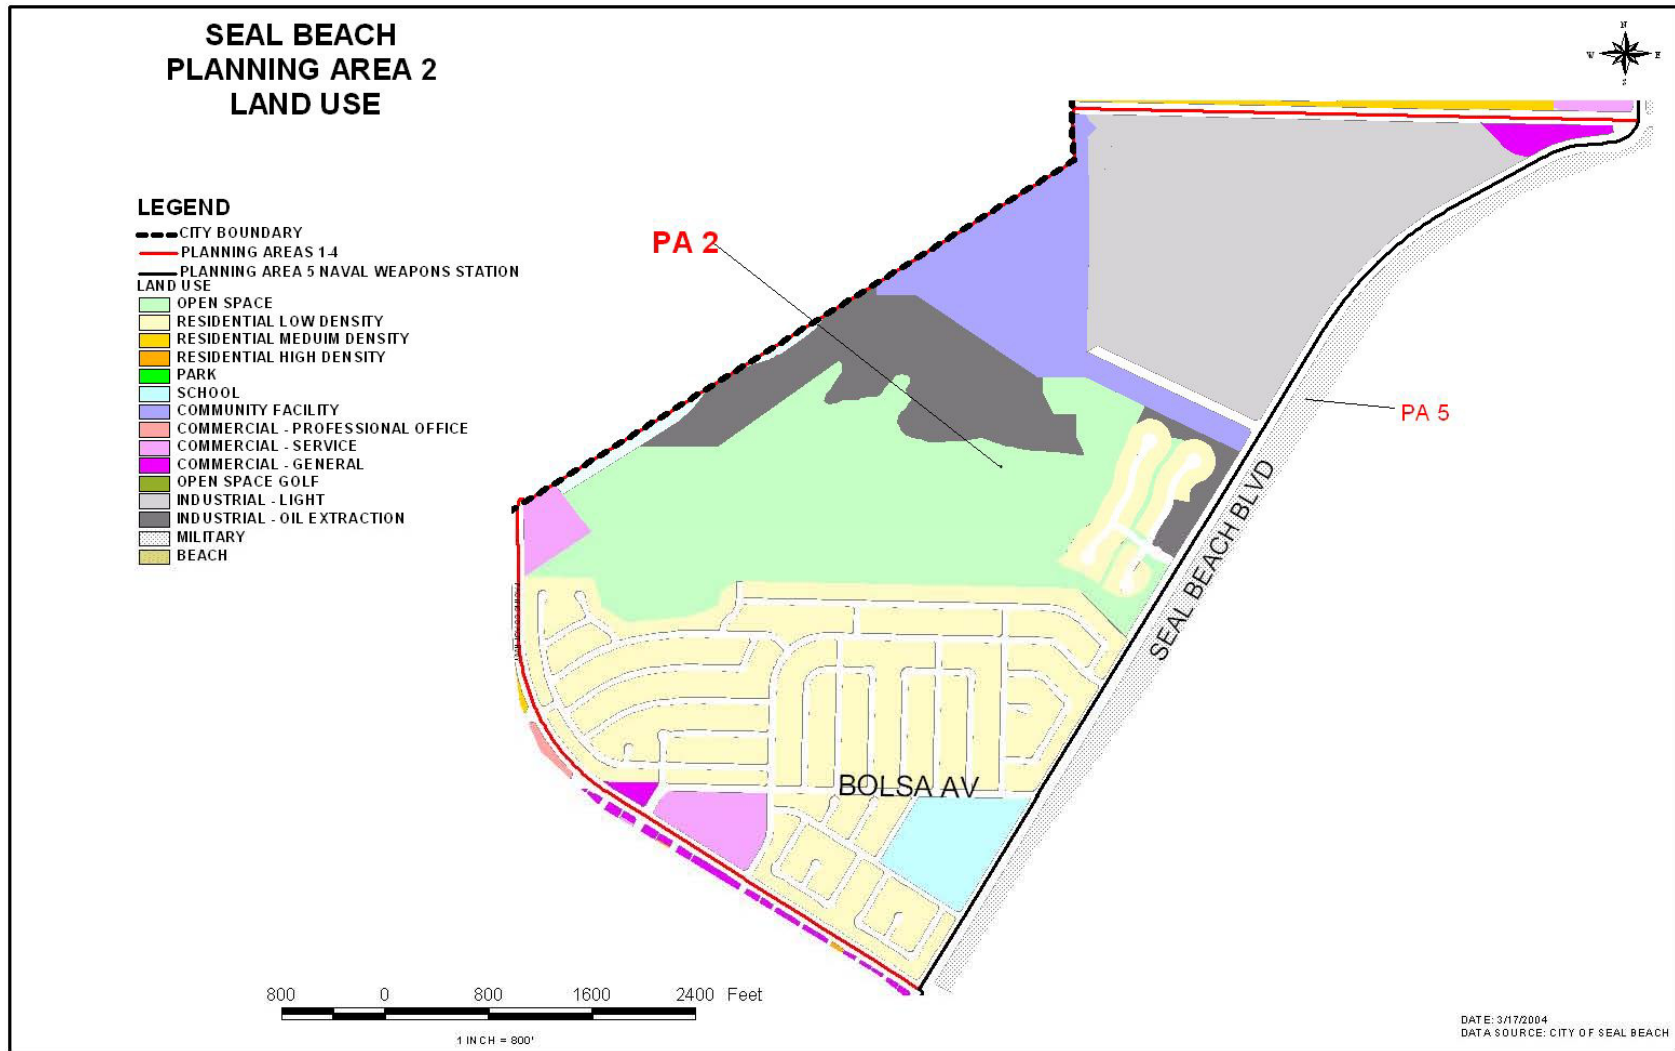 SEAL BEACH
PLANNING AREA 2
LAND USE
N
W E
S
LEGEND
CITY BOUNDARY
PLANNING AREAS 1-4
PLANNING AREA 5 NAVAL WEAPONS STATION
LAND USE
OPEN SPACE
RESIDENTIAL LOW DENSITY
RESIDENTIAL MEDUIM DENSITY
RESIDENTIAL HIGH DENSITY
PARK
SCHOOL
COMMUNITY FACILITY
COMMERCIAL - PROFESSIONAL OFFICE
COMMERCIAL - SERVICE
COMMERCIAL - GENERAL
OPEN SPACE GOLF
INDUSTRIAL - LIGHT
INDUSTRIAL - OIL EXTRACTION
MILITARY
BEACH
PA 2
PA 5
SEAL BEACH BLVD
BOLSA AV
800 0 800 1600 2400 Feet
1 INCH = 800'
DATE: 3/17/2004
DATA SOURCE: CITY OF SEAL BEACH